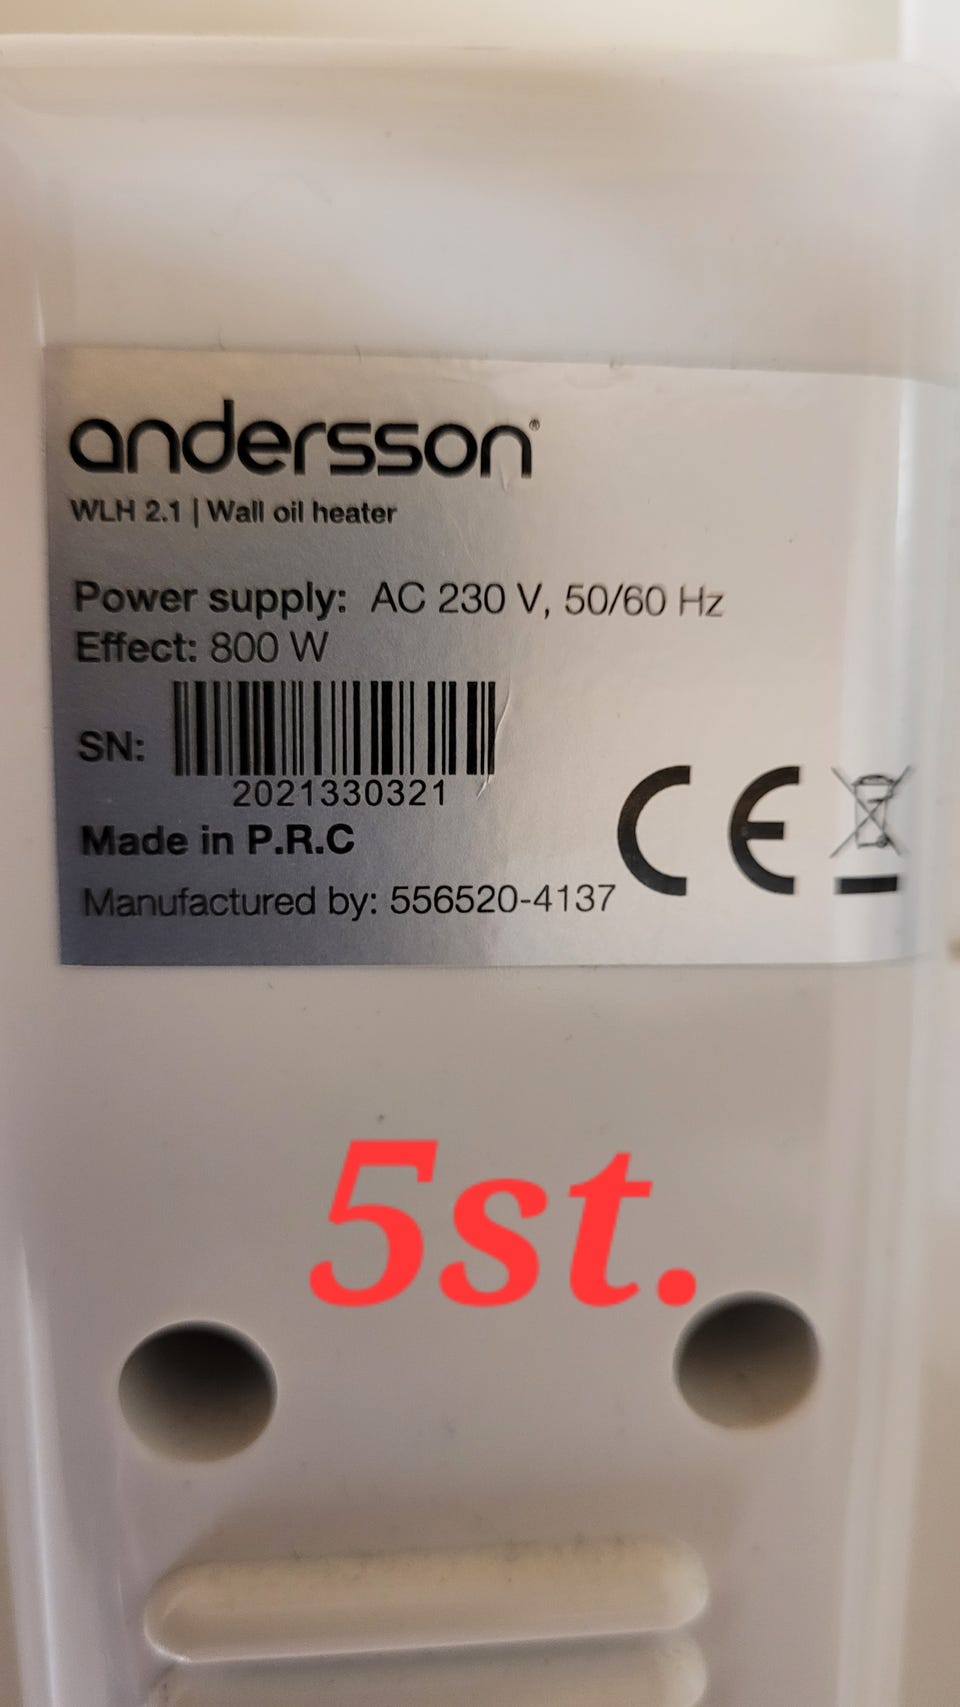 andersson®
WLH 2.1 | Wall oil heater
Power supply: AC 230 V, 50/60 Hz
Effect: 800 W
SN:
2021330321
Made in P.R.C
CE
Manufactured by: 556520-4137
5st.